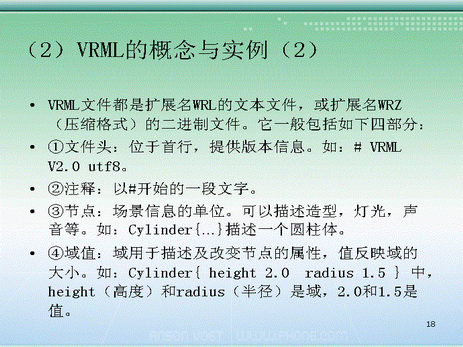 （2）VRML的概念与实例（2）
• VRML文件都是扩展名WRL的文本文件，或扩展名WRZ
（压缩格式）的二进制文件。它一般包括如下四部分：
• ①文件头：位于首行，提供版本信息。如：# VRML
V2.0 utf8。
• ②注释：以#开始的一段文字。
• ③节点：场景信息的单位。可以描述造型，灯光，声
音等。如：Cylinder{…}描述一个圆柱体。
• ④域值：域用于描述及改变节点的属性，值反映域的
大小。如：Cylinder{ height 2.0  radius 1.5 } 中，
height（高度）和radius（半径）是域，2.0和1.5是
值。
18